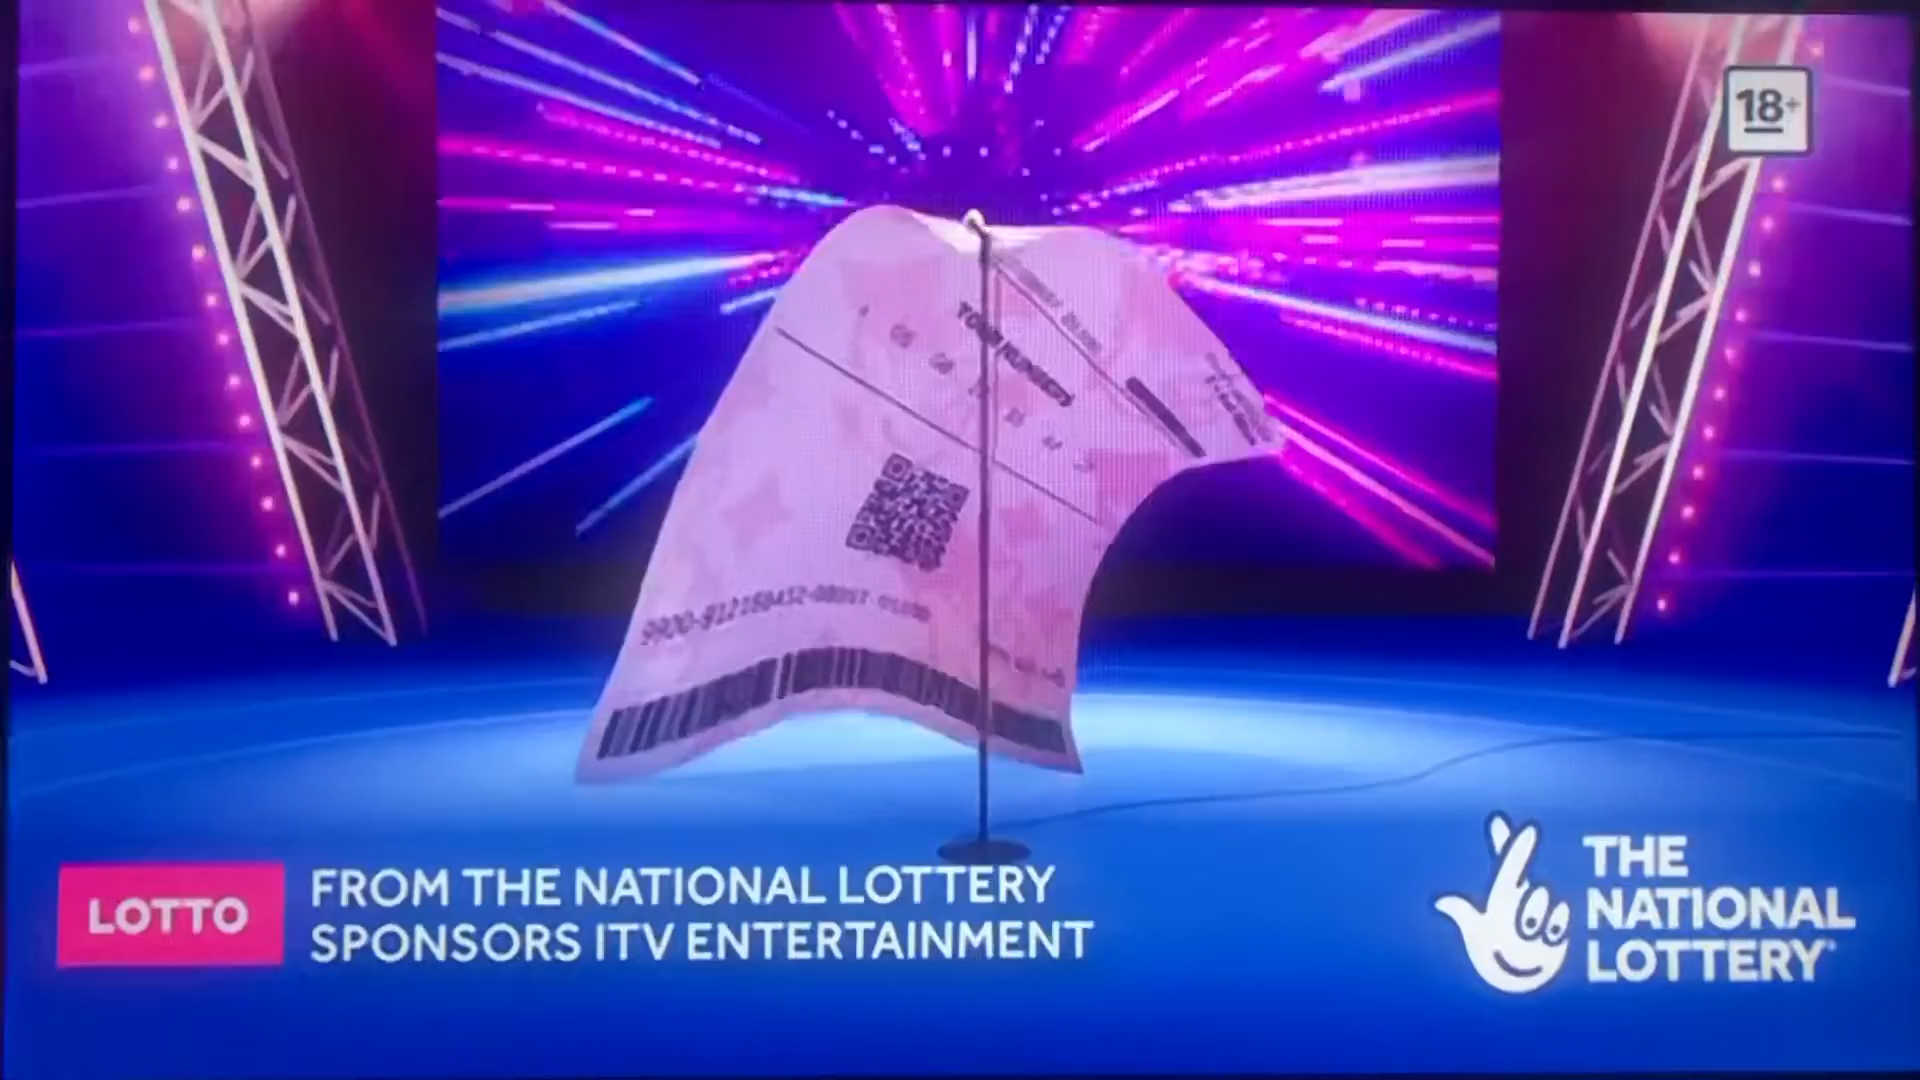 18+
YOUR NUMBERS
LOTTO
FROM THE NATIONAL LOTTERY
SPONSORS ITV ENTERTAINMENT
THE
NATIONAL
LOTTERY